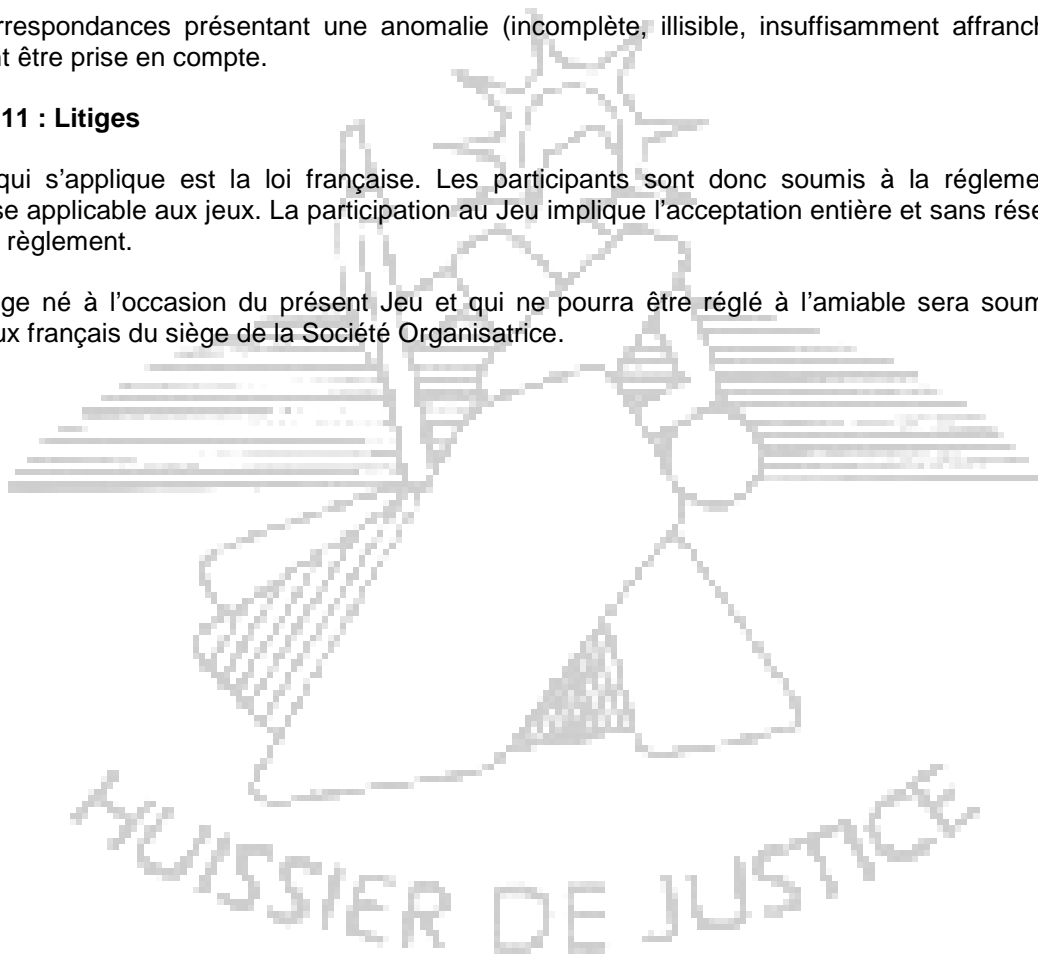 rrespondances présentant une anomalie (incomplète, illisible, insuffisamment affranch
nt être prise en compte.
11 : Litiges
qui s’applique est la loi française. Les participants sont donc soumis à la régleme
se applicable aux jeux. La participation au Jeu implique l’acceptation entière et sans rése
règlement.
ge né à l’occasion du présent Jeu et qui ne pourra être réglé à l’amiable sera soum
ux français du siège de la Société Organisatrice.
HUISSIER DE JUSTICE